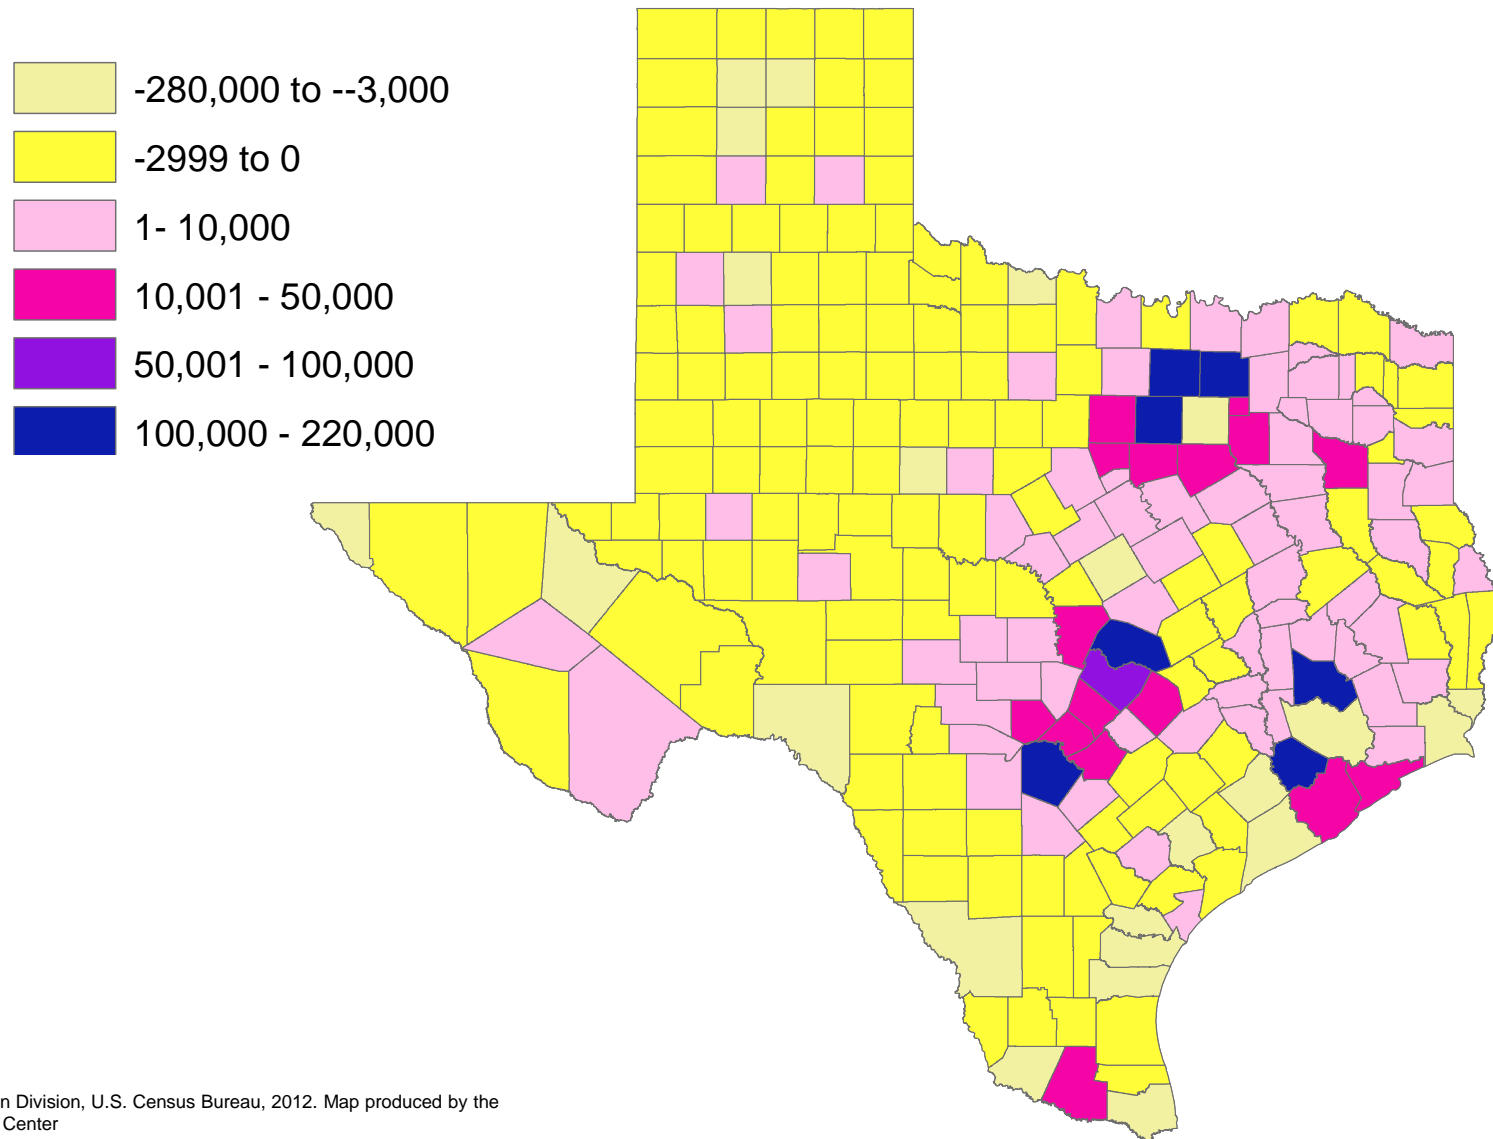 -280,000 to --3,000
-2999 to 0
1- 10,000
10,001 - 50,000
50,001 - 100,000
100,000 - 220,000
n Division, U.S. Census Bureau, 2012. Map produced by the
Center